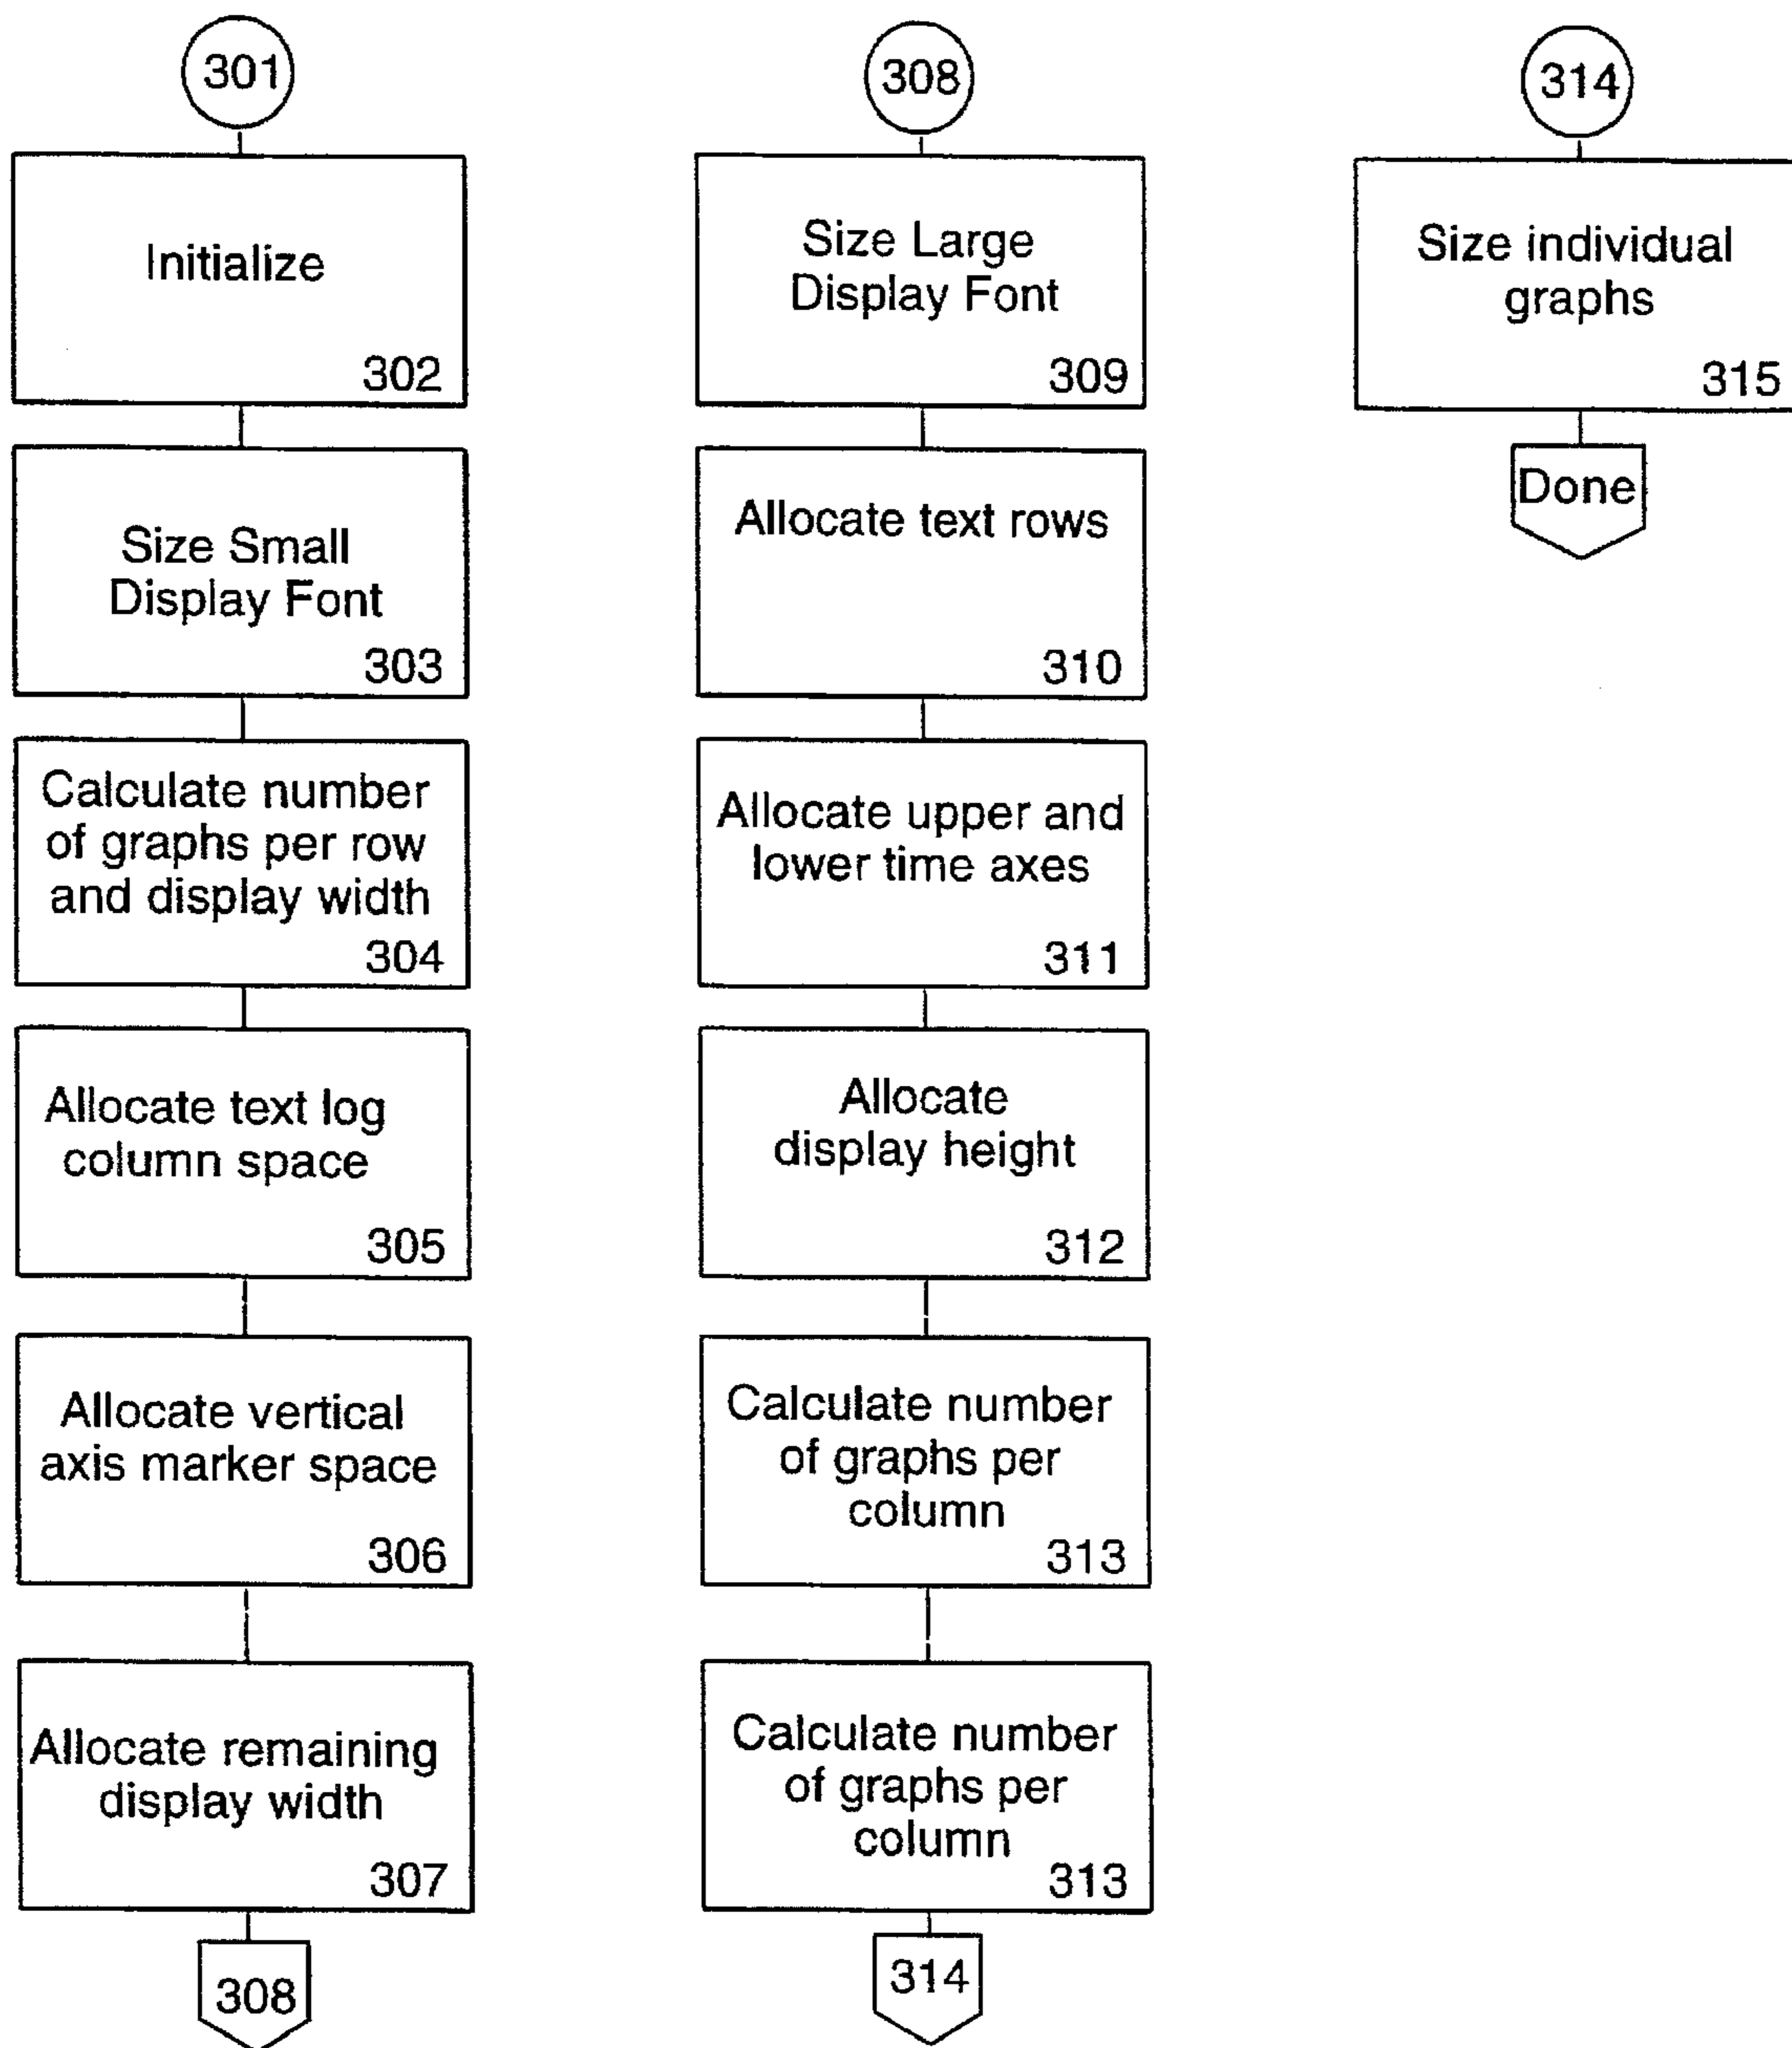 301
Initialize
302
Size Small
Display Font
303
Calculate number
of graphs per row
and display width
304
Allocate text log
column space
305
Allocate vertical
axis marker space
306
Allocate remaining
display width
307
308
308
Size Large
Display Font
309
Allocate text rows
310
Allocate upper and
lower time axes
311
Allocate
display height
312
Calculate number
of graphs per
column
313
Calculate number
of graphs per
column
313
314
314
Size individual
graphs
315
Done